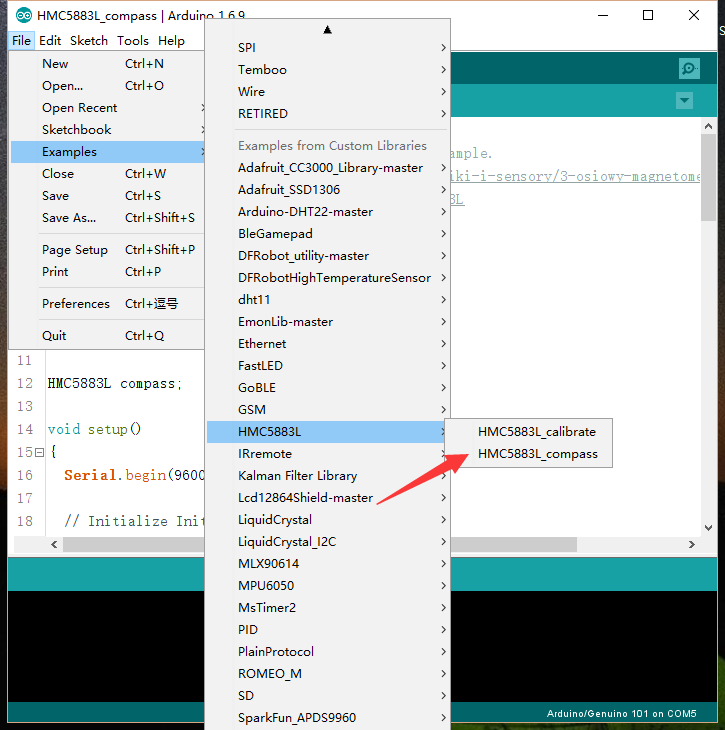 HMC5883L_compass | Arduino 1.6.9
File Edit Sketch Tools Help
New Ctrl+N
Open... Ctrl+O
Open Recent
Sketchbook
Examples
Close Ctrl+W
Save Ctrl+S
Save As... Ctrl+Shift+S
Page Setup Ctrl+Shift+P
Print Ctrl+P
Preferences Ctrl+逗号
Quit Ctrl+Q
SPI
Temboo
Wire
RETIRED
Examples from Custom Libraries
Adafruit_CC3000_Library-master
Adafruit_SSD1306
Arduino-DHT22-master
BleGamepad
DFRobot_utility-master
DFRobotHighTemperatureSensor
dht11
EmonLib-master
Ethernet
FastLED
GoBLE
GSM
HMC5883L
IRremote
Kalman Filter Library
Lcd12864Shield-master
LiquidCrystal
LiquidCrystal_I2C
MLX90614
MPU6050
MsTimer2
PID
PlainProtocol
ROMEO_M
SD
SparkFun_APDS9960
HMC5883L_calibrate
HMC5883L_compass
ample.
iki-i-sensory/3-osiowy-magnetome
3L
11
12 HMC5883L compass;
13
14 void setup()
15 {
16 Serial.begin(9600
17
18 // Initialize Init
Arduino/Genuino 101 on COM5